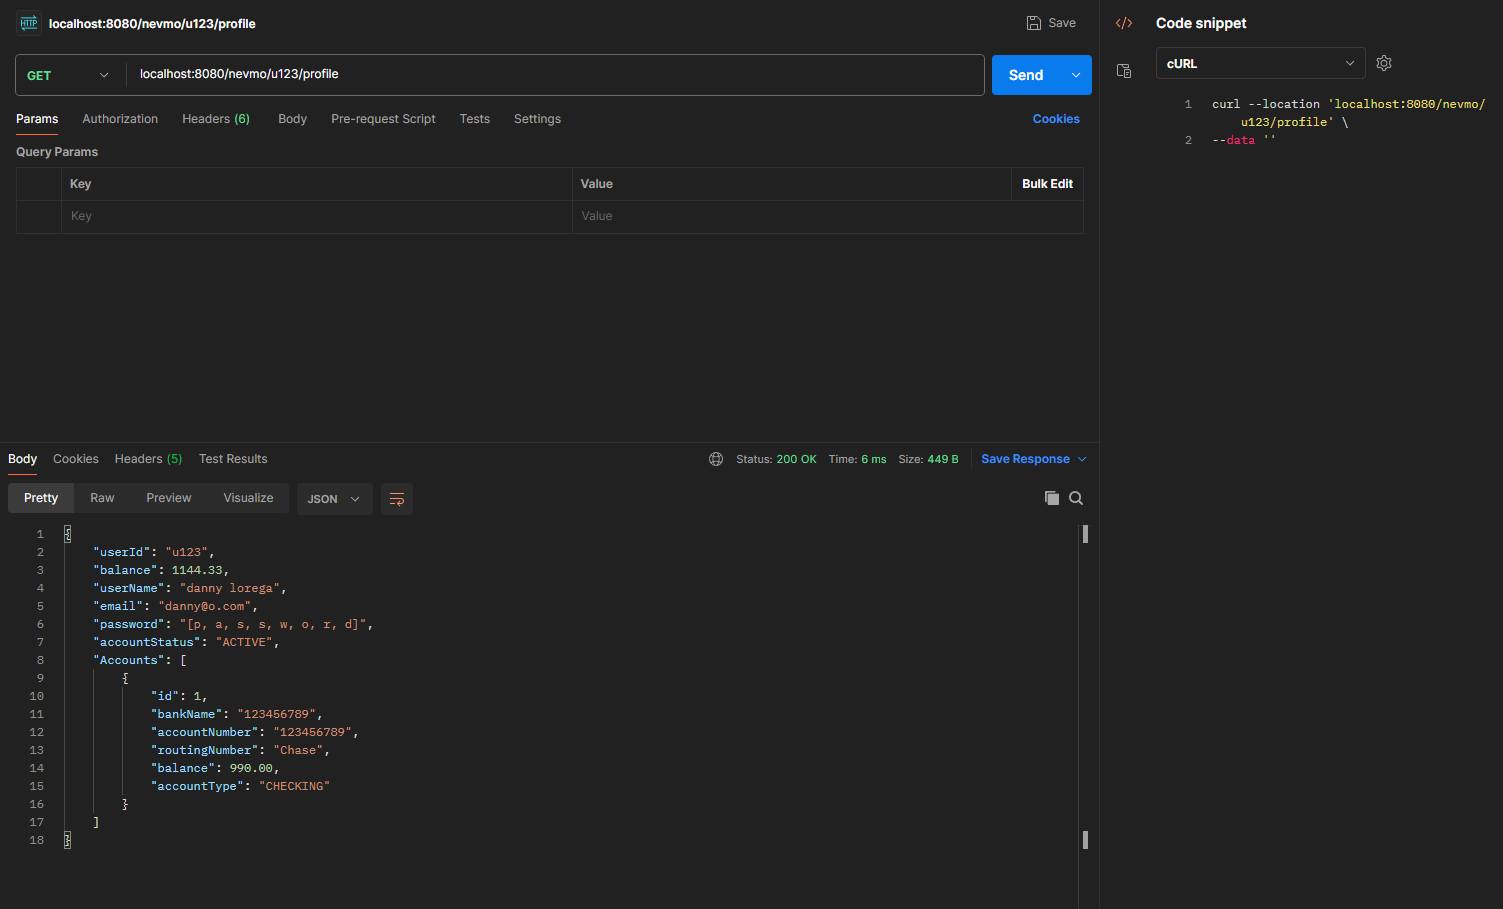 HTTP localhost:8080/nevmo/u123/profile
Save
GET localhost:8080/nevmo/u123/profile
Send
Params Authorization Headers (6) Body Pre-request Script Tests Settings Cookies
Query Params
Key Value Bulk Edit
Key Value
Body Cookies Headers (5) Test Results Status: 200 OK Time: 6 ms Size: 449 B Save Response
Pretty Raw Preview Visualize JSON
1 {
2 "userId": "u123",
3 "balance": 1144.33,
4 "userName": "danny lorega",
5 "email": "danny@o.com",
6 "password": "[p, a, s, s, w, o, r, d]",
7 "accountStatus": "ACTIVE",
8 "Accounts": [
9 {
10 "id": 1,
11 "bankName": "123456789",
12 "accountNumber": "123456789",
13 "routingNumber": "Chase",
14 "balance": 990.00,
15 "accountType": "CHECKING"
16 }
17 ]
18 }
</> Code snippet
cURL
1 curl --location 'localhost:8080/nevmo/
u123/profile' \
2 --data ''